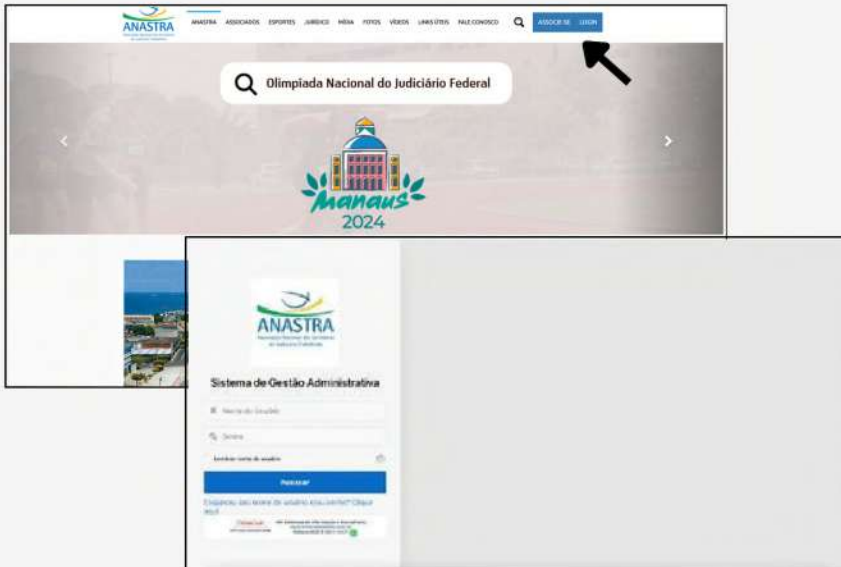 ANASTRA
ANASTRA ASSOCIADOS ESPORTES JURÍDICO MÍDIA FOTOS VÍDEOS LINKS ÚTEIS FALE CONOSCO ASSOCIE-SE LOGIN
Olimpíada Nacional do Judiciário Federal
Manaus
2024
ANASTRA
Sistema de Gestão Administrativa
Nome do Usuário
Senha
Lembrar nome de usuário
Acessar
Esqueceu seu nome de usuário e/ou senha? Clique
aqui